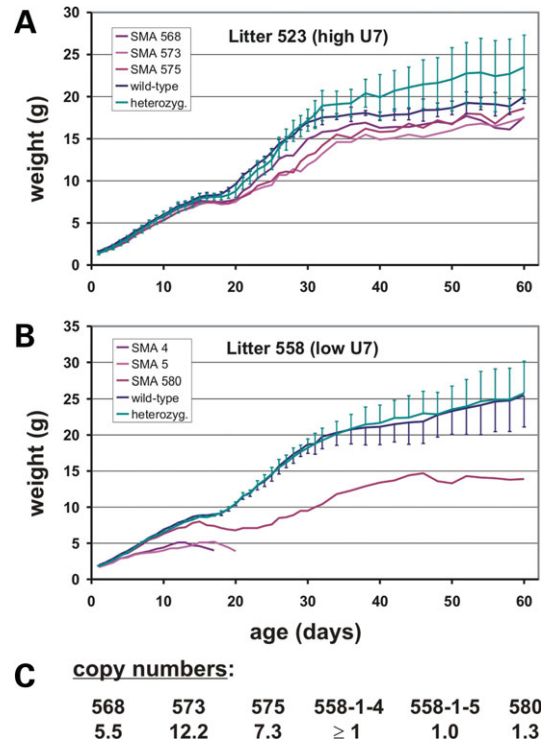 A
Litter 523 (high U7)
SMA 568
SMA 573
SMA 575
wild-type
heterozyg.
weight (g)
30
25
20
15
10
5
0
0 10 20 30 40 50 60
B
Litter 558 (low U7)
SMA 4
SMA 5
SMA 580
wild-type
heterozyg.
weight (g)
35
30
25
20
15
10
5
0
0 10 20 30 40 50 60
age (days)
C
copy numbers:
568 573 575 558-1-4 558-1-5 580
5.5 12.2 7.3 ≥ 1 1.0 1.3